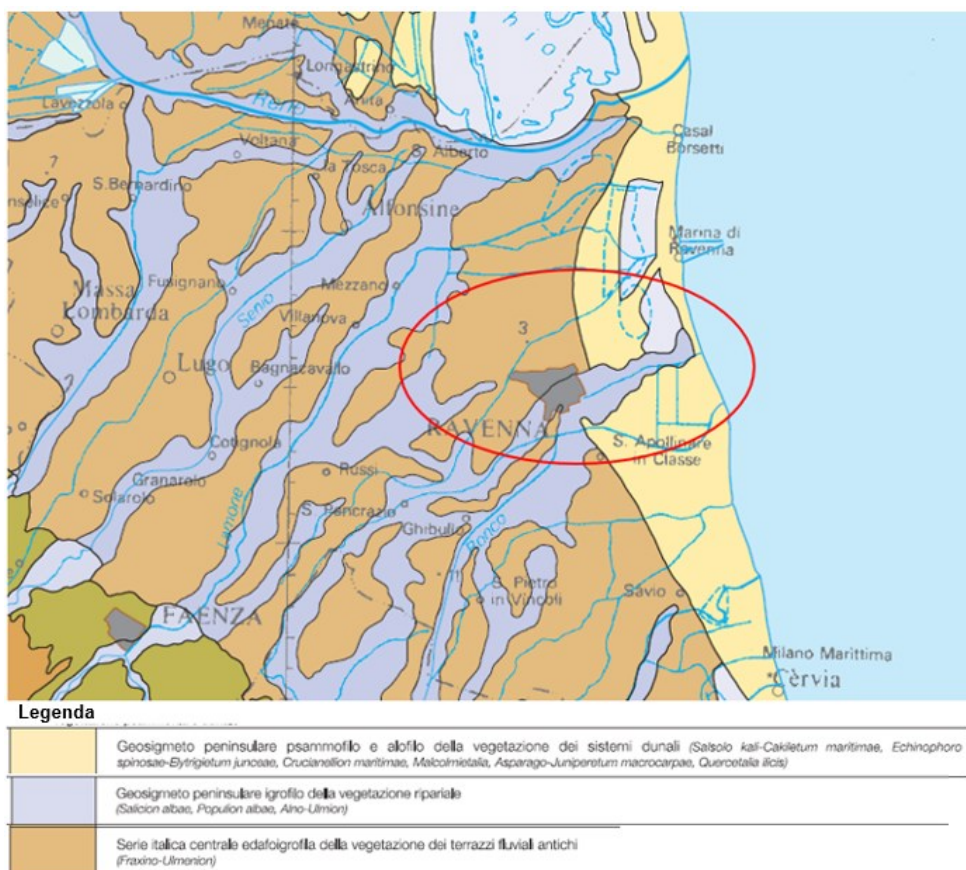 Menate
Longastrino
Lavezzola
Reno
Anita
Voltana
S. Alberto
Casal
Borsetti
la Tosca
S. Bernardino
Alfonsine
Marina di
Ravenna
Fusignano
Mezzano
Massa
Lombarda
Senio
Villanova
3
Lugo
Bagnacavallo
RAVENNA
S. Apollinare
in Classe
Cotignola
Russi
Granarolo
Solarolo
S. Pancrazio
Lamone
Ghibullo
Ronco
11
S. Pietro
in Vincoli
Sàvio
FAENZA
Milano Marittima
Cèrvia
Legenda
Geosigmeto peninsulare psammofilo e alofilo della vegetazione dei sistemi dunali (Salsolo kali-Cakiletum maritimae, Echinophoro
spinosae-Elytrigietum junceae, Crucianellion maritimae, Malcolmietalia, Asparago-Juniperetum macrocarpae, Quercetalia ilicis)
Geosigmeto peninsulare igrofilo della vegetazione ripariale
(Salicion albae, Populion albae, Alno-Ulmion)
Serie italica centrale edafoigrofila della vegetazione dei terrazzi fluviali antichi
(Fraxino-Ulmenion)